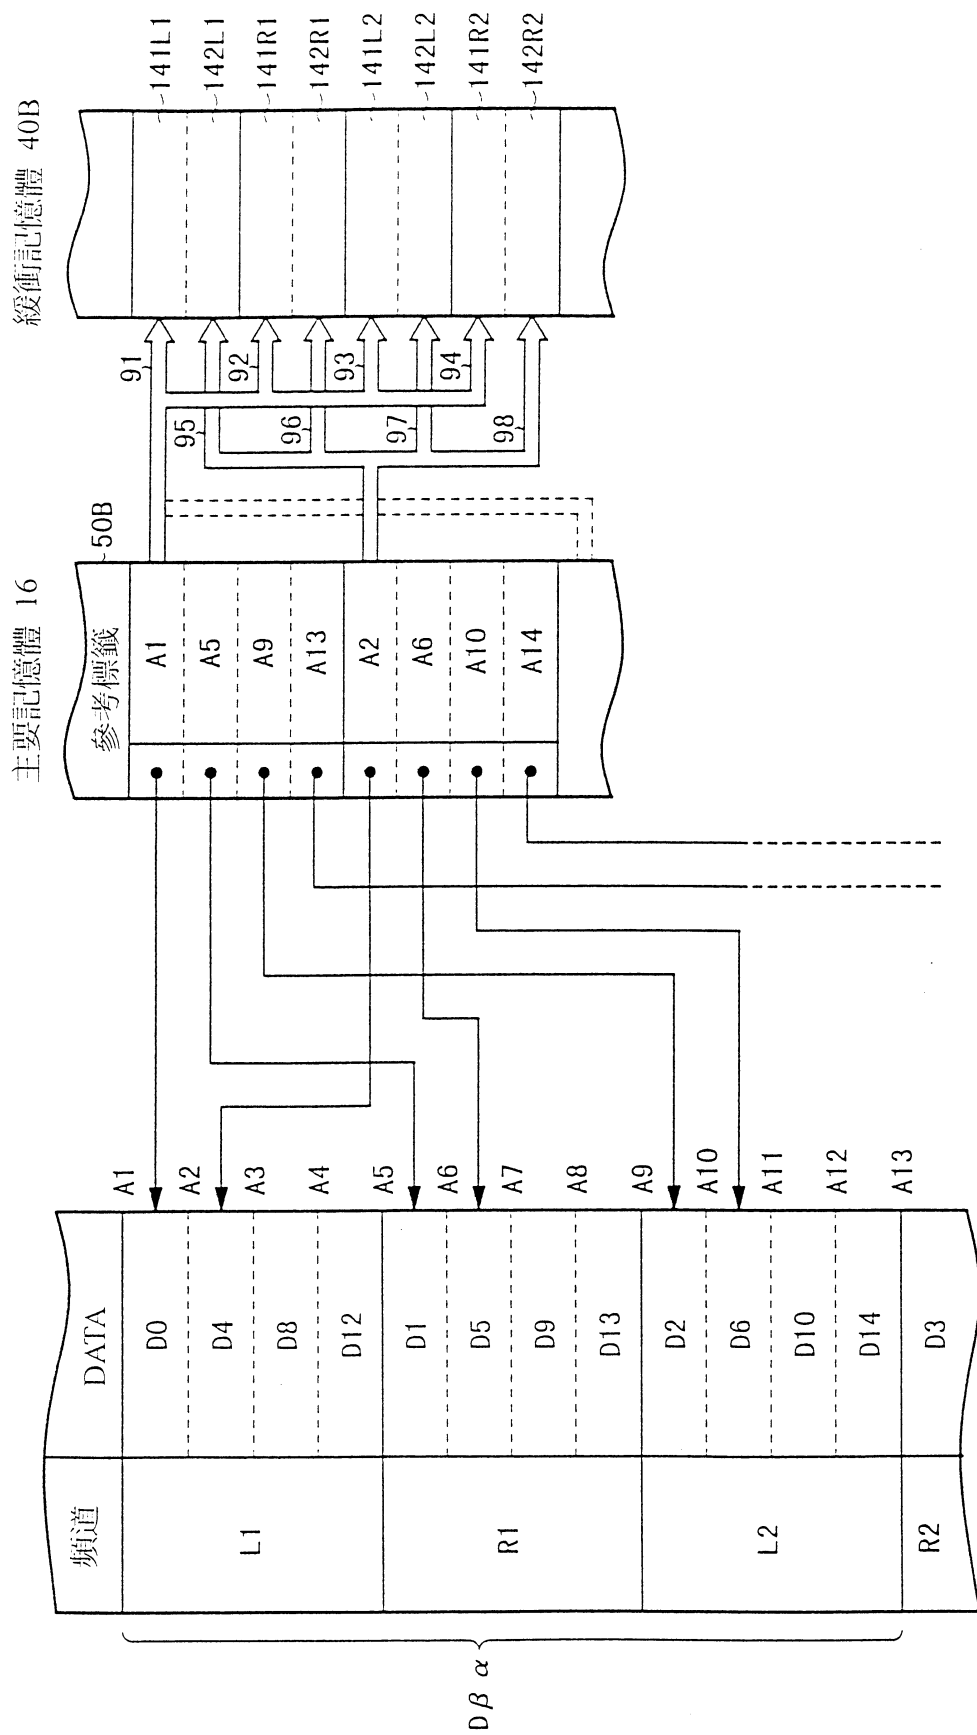 緩衝記憶體 40B
141L1
142L1
141R1
142R1
141L2
142L2
141R2
142R2
91
92
93
94
95
96
97
98
主要記憶體 16
50B
參考標籤
A1
A5
A9
A13
A2
A6
A10
A14
A1
A2
A3
A4
A5
A6
A7
A8
A9
A10
A11
A12
A13
DATA
D0
D4
D8
D12
D1
D5
D9
D13
D2
D6
D10
D14
D3
頻道
L1
R1
L2
R2
Dβα